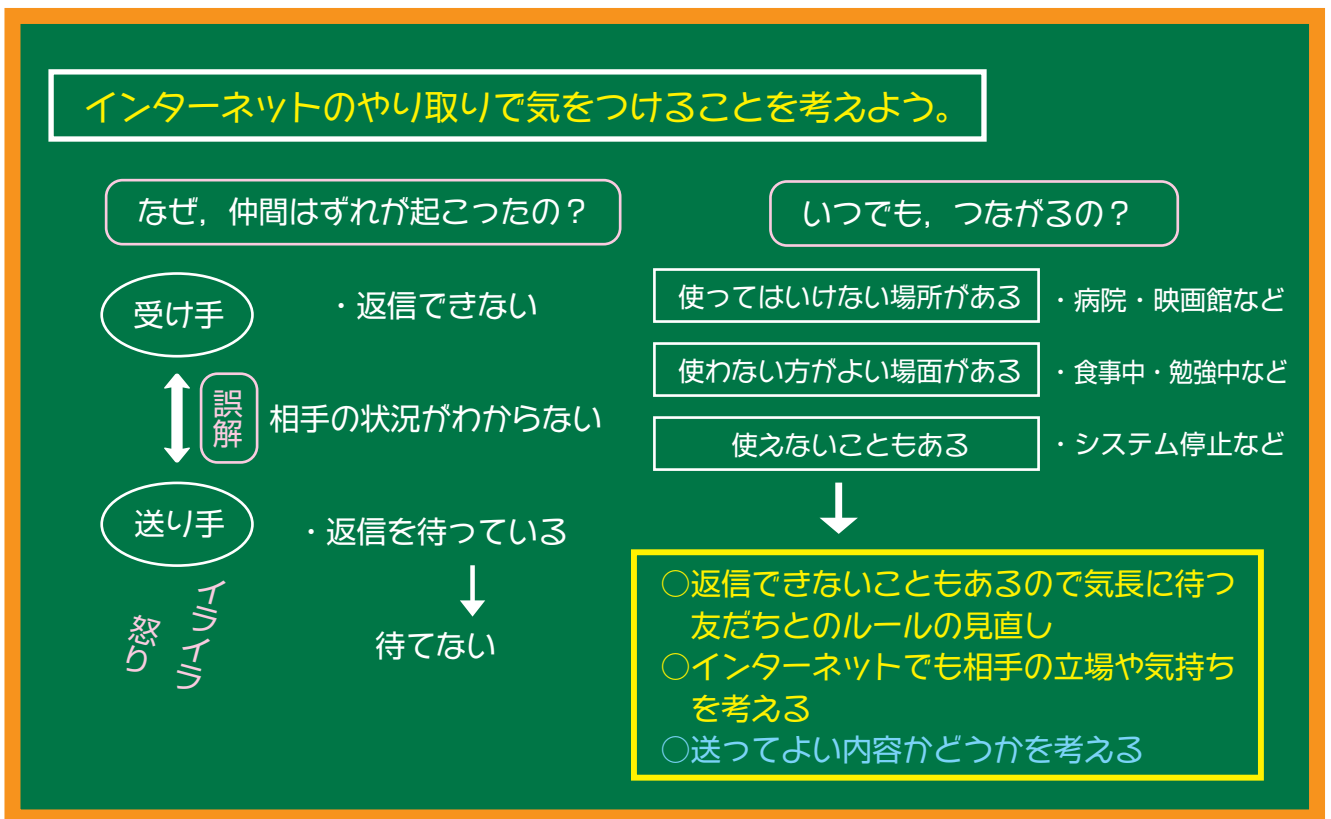 インターネットのやり取りで気をつけることを考えよう。
なぜ，仲間はずれが起こったの？
受け手
・返信できない
誤解
相手の状況がわからない
送り手
・返信を待っている
イライラ
怒り
待てない
いつでも，つながるの？
使ってはいけない場所がある
・病院・映画館など
使わない方がよい場面がある
・食事中・勉強中など
使えないこともある
・システム停止など
○返信できないこともあるので気長に待つ
友だちとのルールの見直し
○インターネットでも相手の立場や気持ち
を考える
○送ってよい内容かどうかを考える